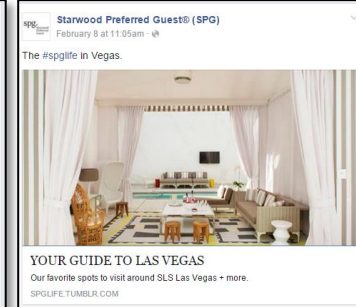 spg.
Starwood Preferred Guest® (SPG)
February 8 at 11:05am ·
The #spglife in Vegas.
YOUR GUIDE TO LAS VEGAS
Our favorite spots to visit around SLS Las Vegas + more.
SPGLIFE.TUMBLR.COM